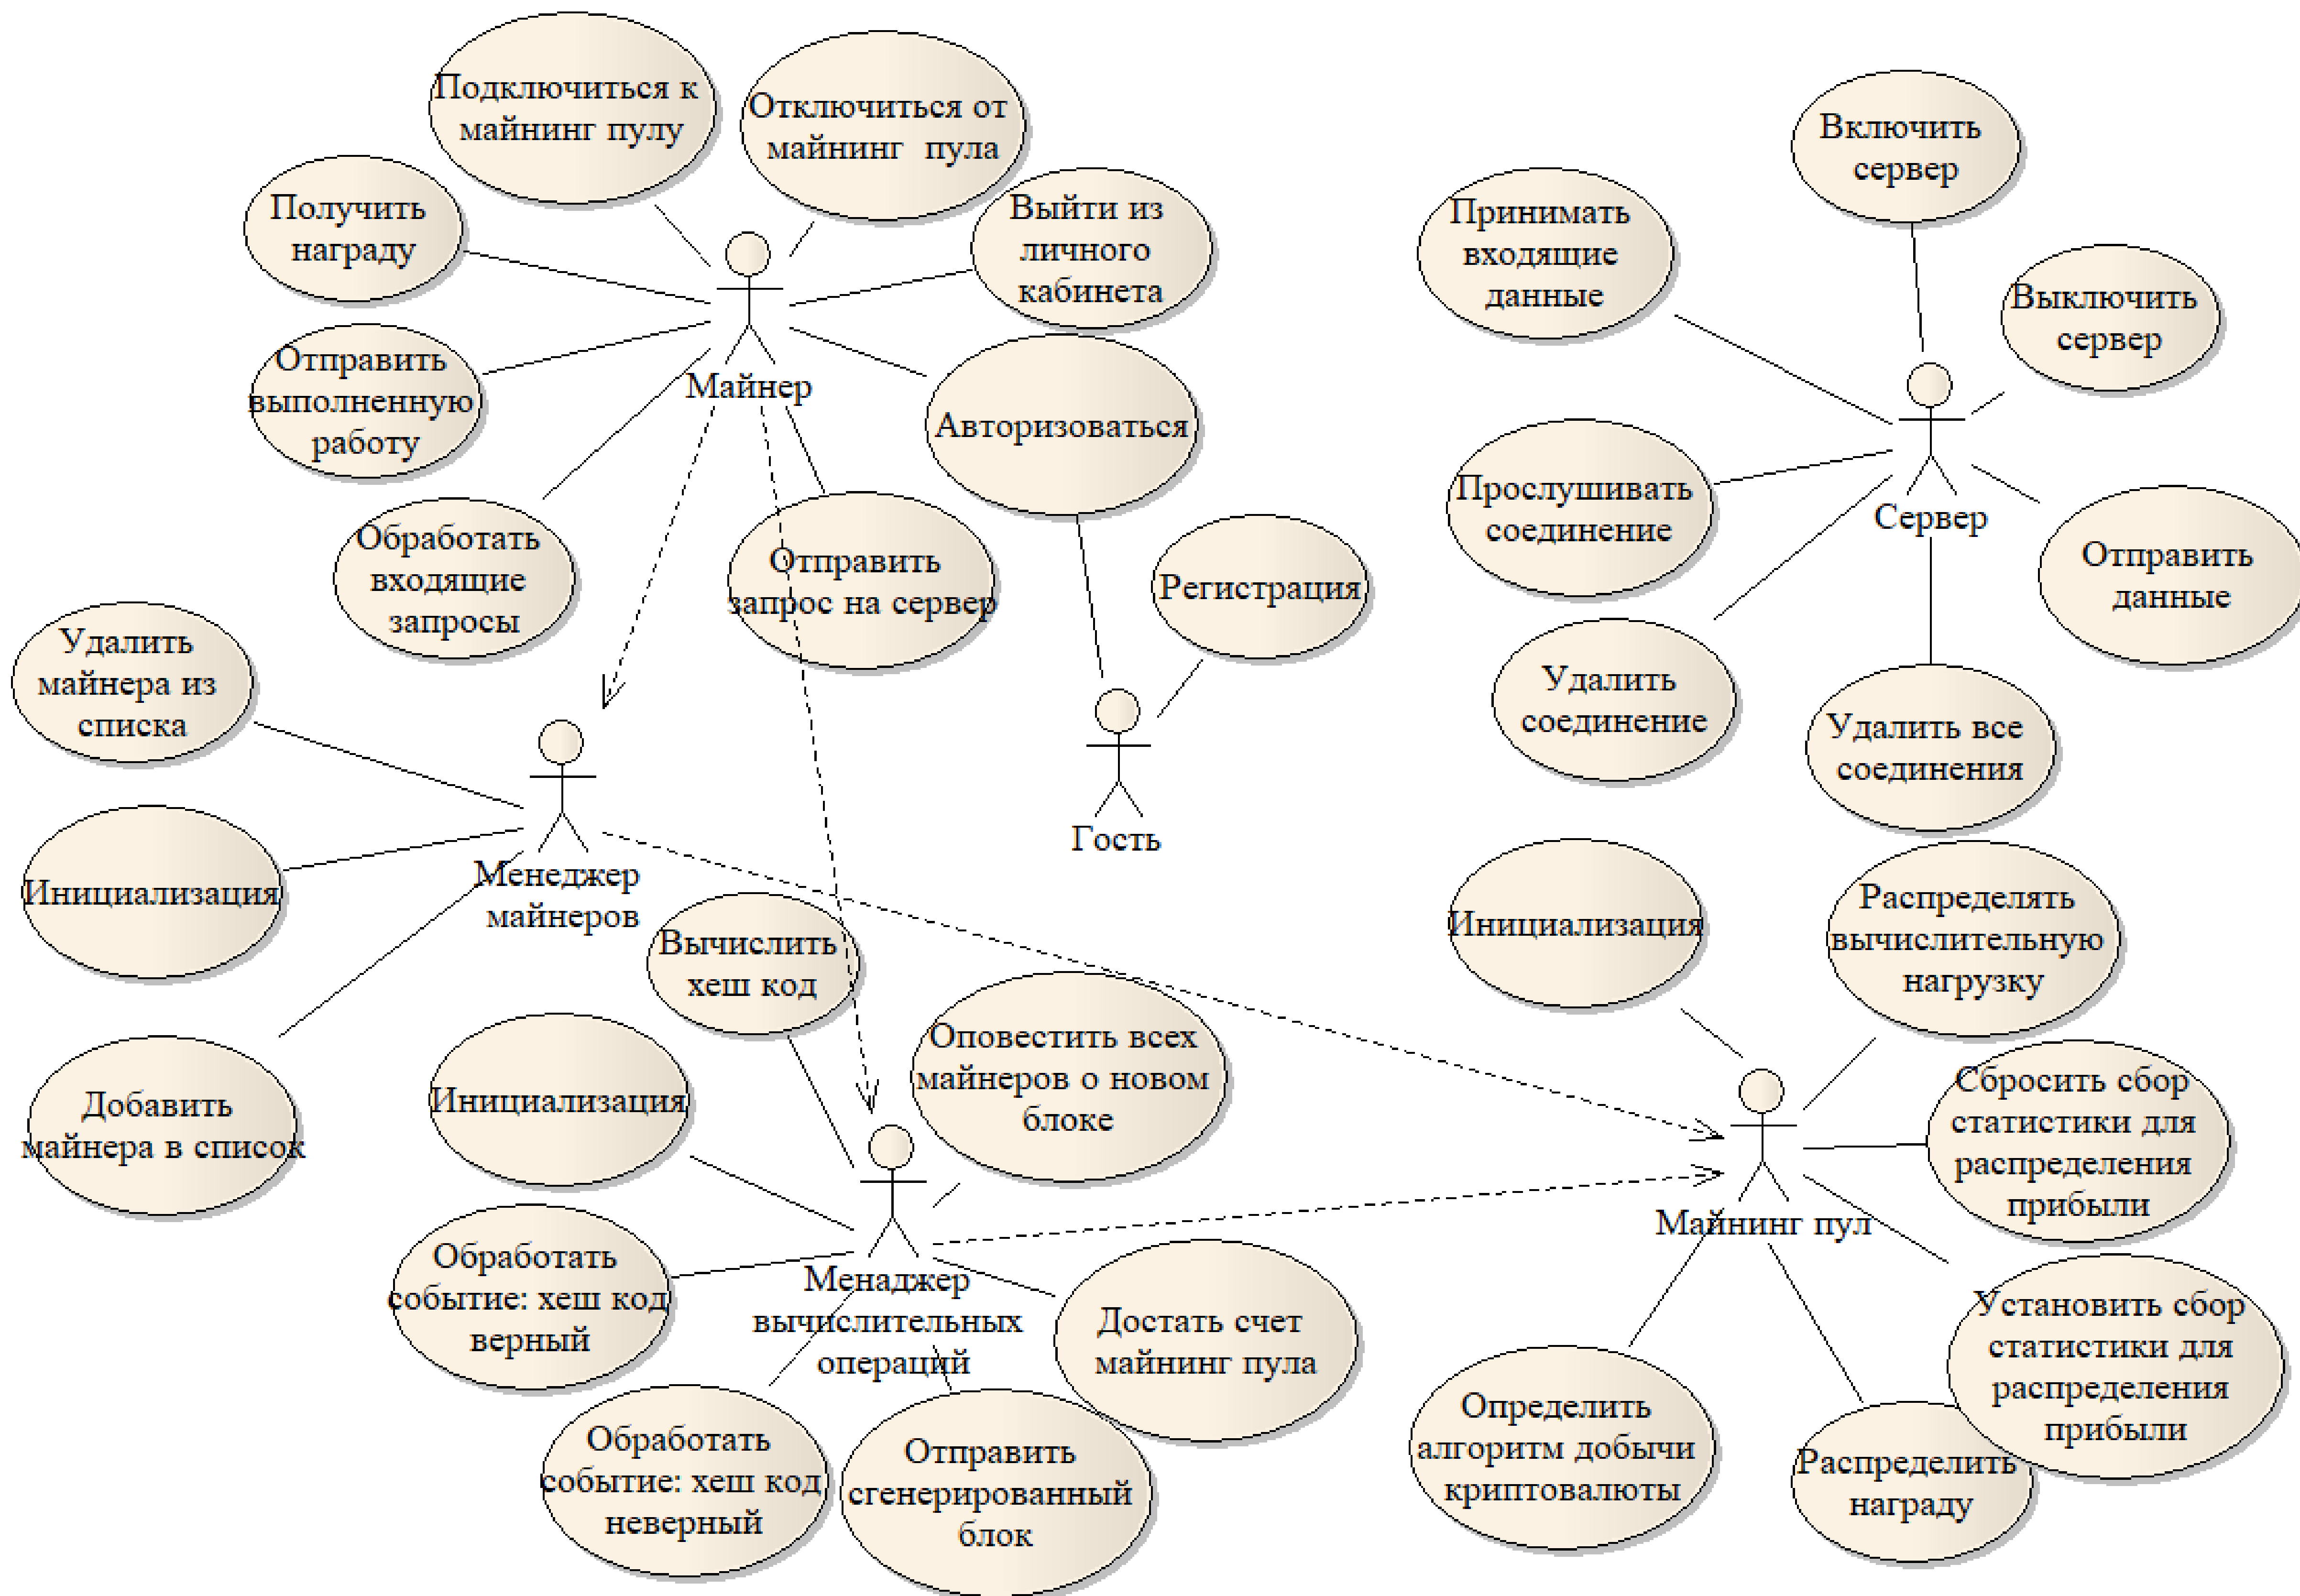 Подключиться к
майнинг пулу
Отключиться от
майнинг пула
Получить
награду
Выйти из
личного
кабинета
Отправить
выполненную
работу
Майнер
Авторизоваться
Обработать
входящие
запросы
Отправить
запрос на сервер
Регистрация
Гость
Включить
сервер
Принимать
входящие
данные
Выключить
сервер
Прослушивать
соединение
Сервер
Отправить
данные
Удалить
соединение
Удалить все
соединения
Удалить
майнера из
списка
Инициализация
Менеджер
майнеров
Добавить
майнера в список
Вычислить
хеш код
Инициализация
Оповестить всех
майнеров о новом
блоке
Обработать
событие: хеш код
верный
Менаджер
вычислительных
операций
Достать счет
майнинг пула
Обработать
событие: хеш код
неверный
Отправить
сгенерированный
блок
Инициализация
Распределять
вычислительную
нагрузку
Сбросить сбор
статистики для
распределения
прибыли
Майнинг пул
Установить сбор
статистики для
распределения
прибыли
Определить
алгоритм добычи
криптовалюты
Распределить
награду